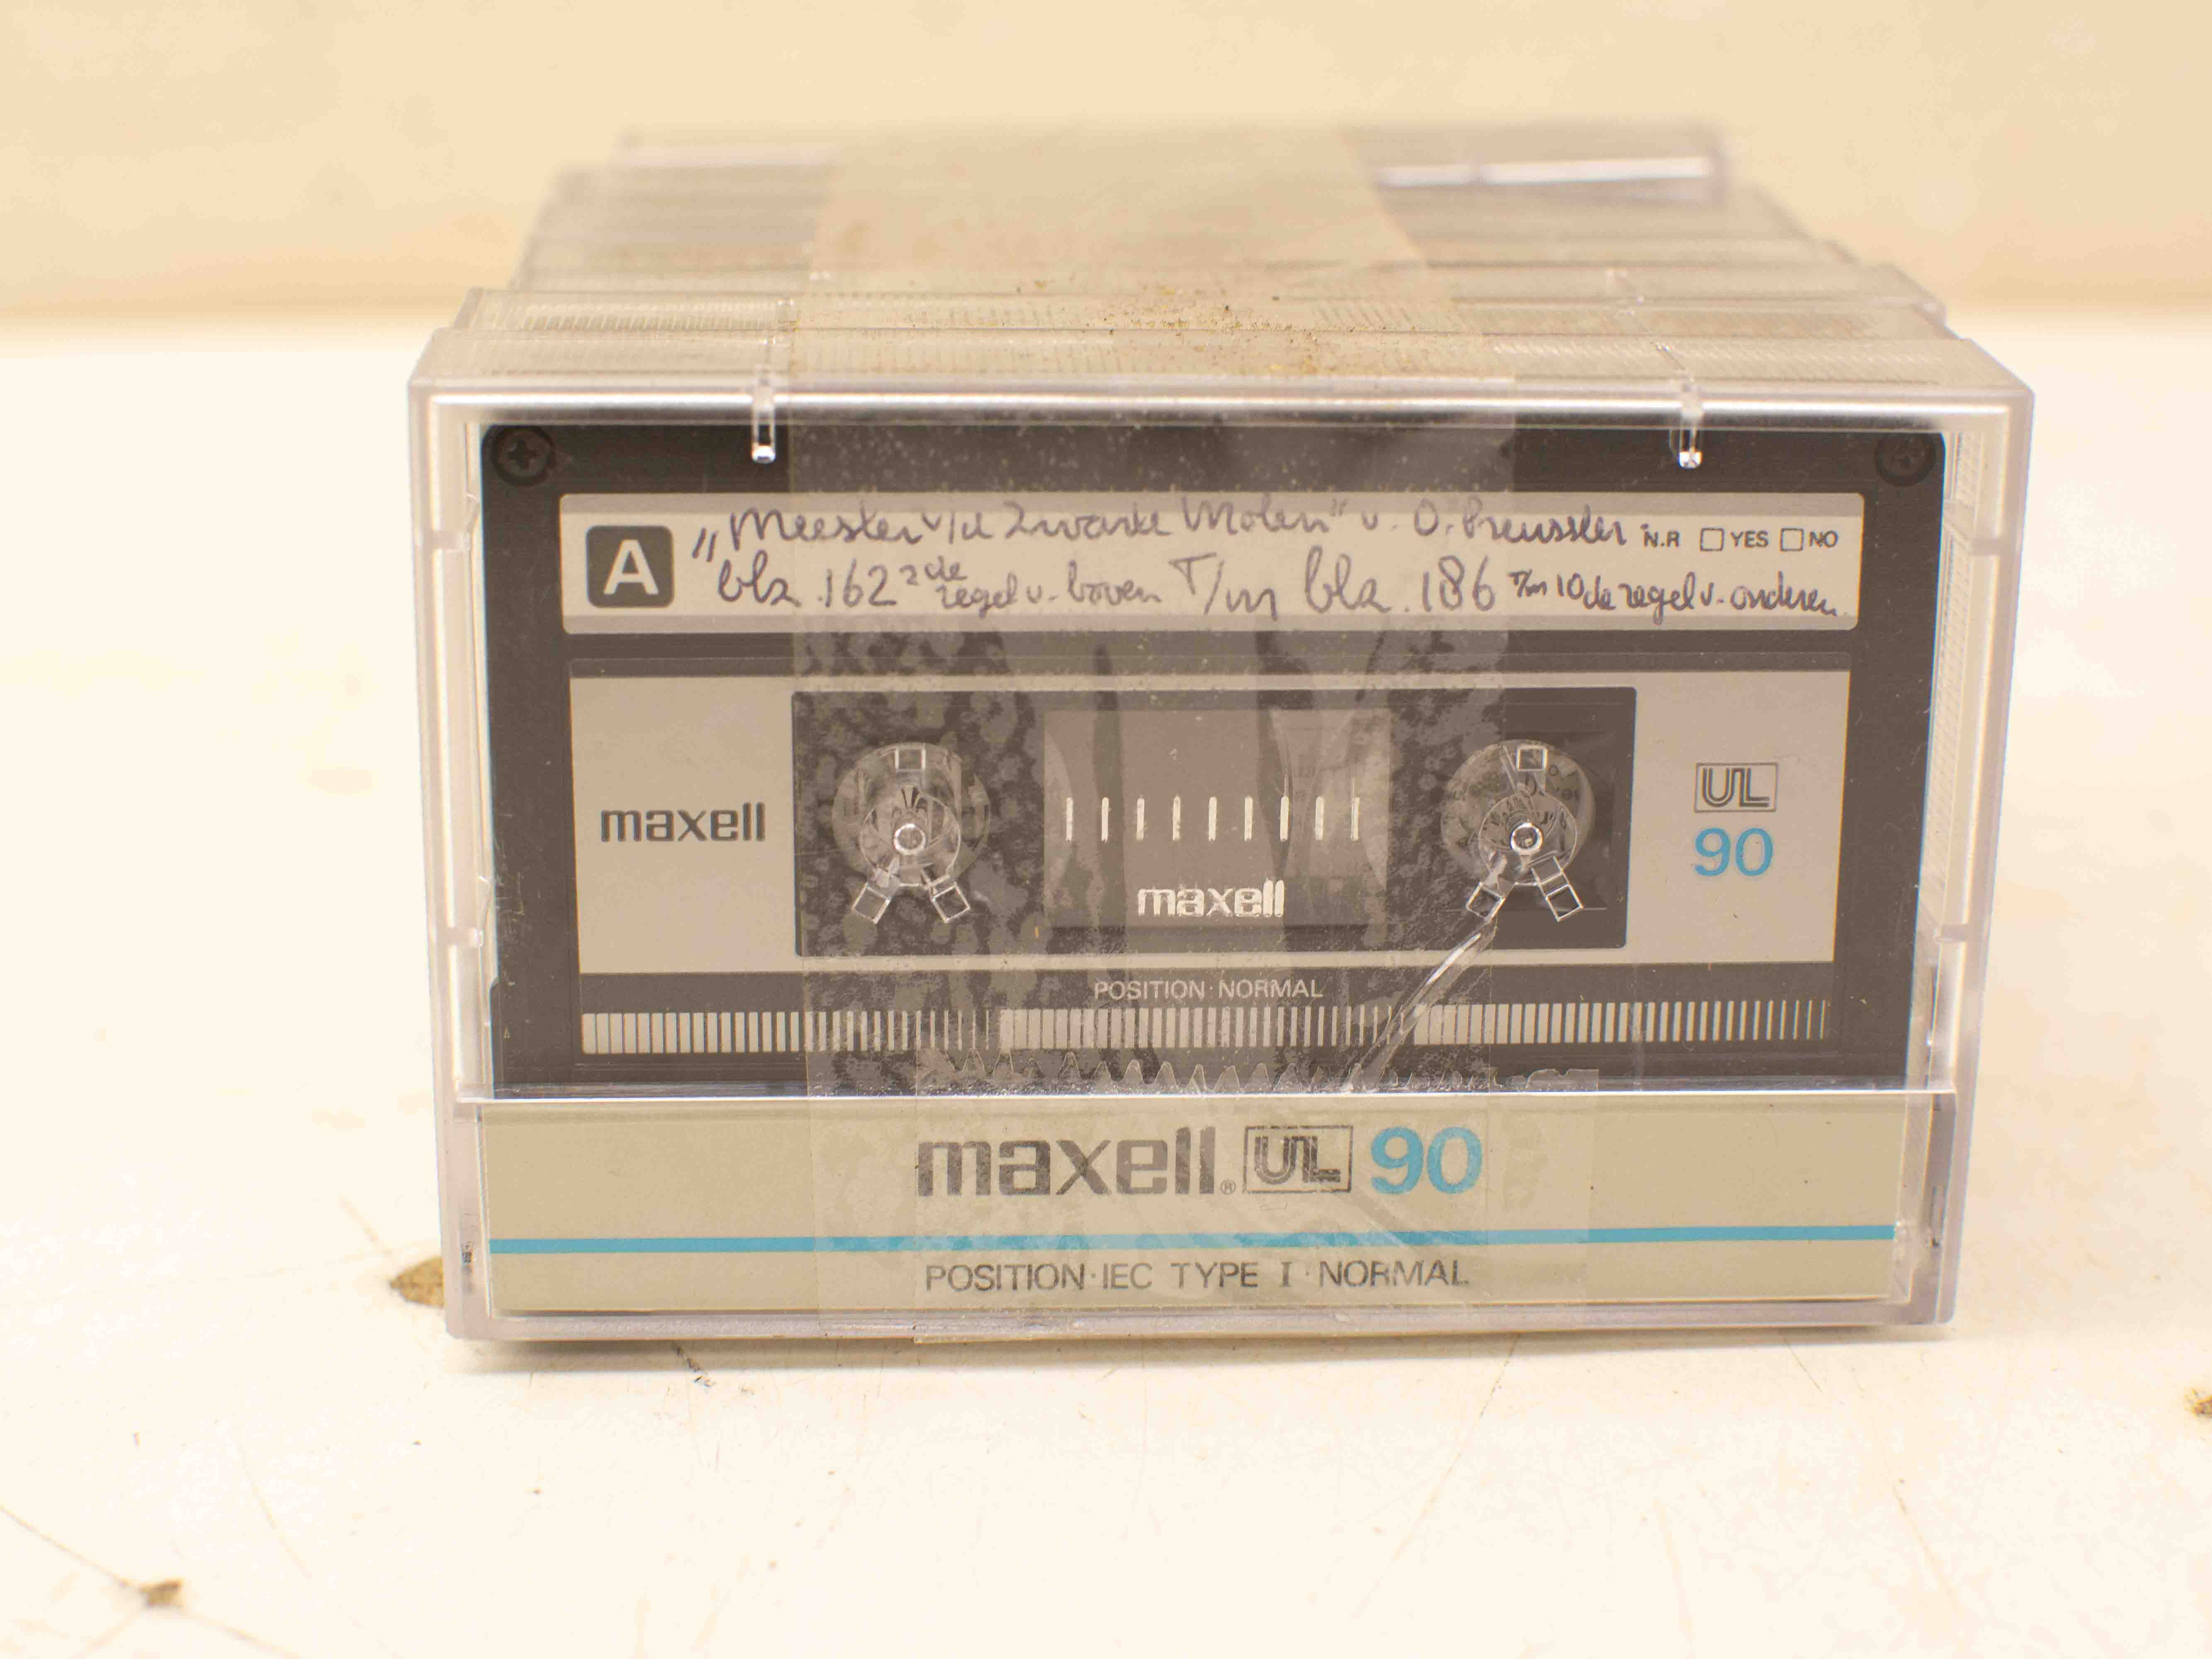 A
„Meester v/d Zwarte Molen" v. O. Preussler
N.R □ YES □ NO
blz. 162 2de regel v. boven T/m blz. 186 T/m 10de regel v. onderen.
maxell
UL
90
maxell
POSITION·NORMAL
maxell® UL 90
POSITION·IEC TYPE I·NORMAL